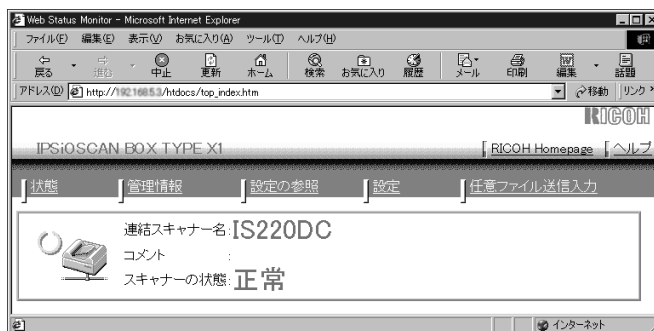 Web Status Monitor - Microsoft Internet Explorer
ファイル(F) 編集(E) 表示(V) お気に入り(A) ツール(T) ヘルプ(H)
戻る 進む 中止 更新 ホーム 検索 お気に入り 履歴 メール 印刷 編集 話題
アドレス(D) http://192.168.5.3/htdocs/top_index.htm 移動 リンク »
RICOH
IPSiOSCAN BOX TYPE X1 RICOH Homepage ヘルプ
状態 管理情報 設定の参照 設定 任意ファイル送信入力
連結スキャナー名:IS220DC
コメント :
スキャナーの状態:正常
インターネット